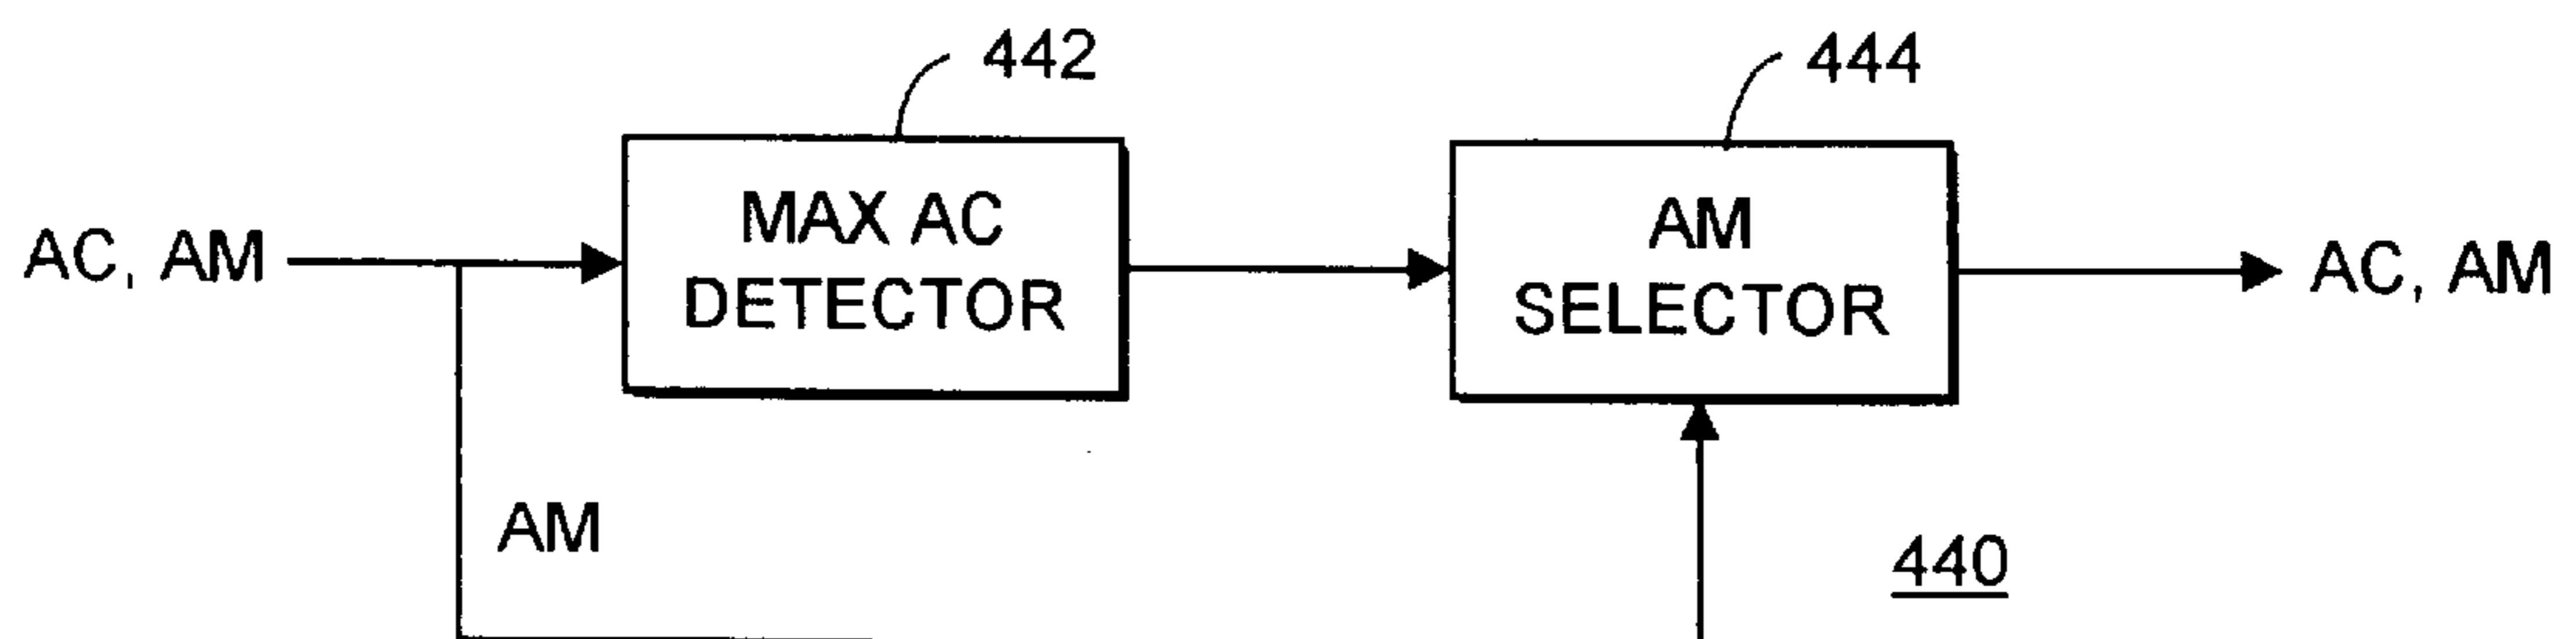 442
444
MAX AC
DETECTOR
AM
SELECTOR
AC, AM
AC, AM
AM
440